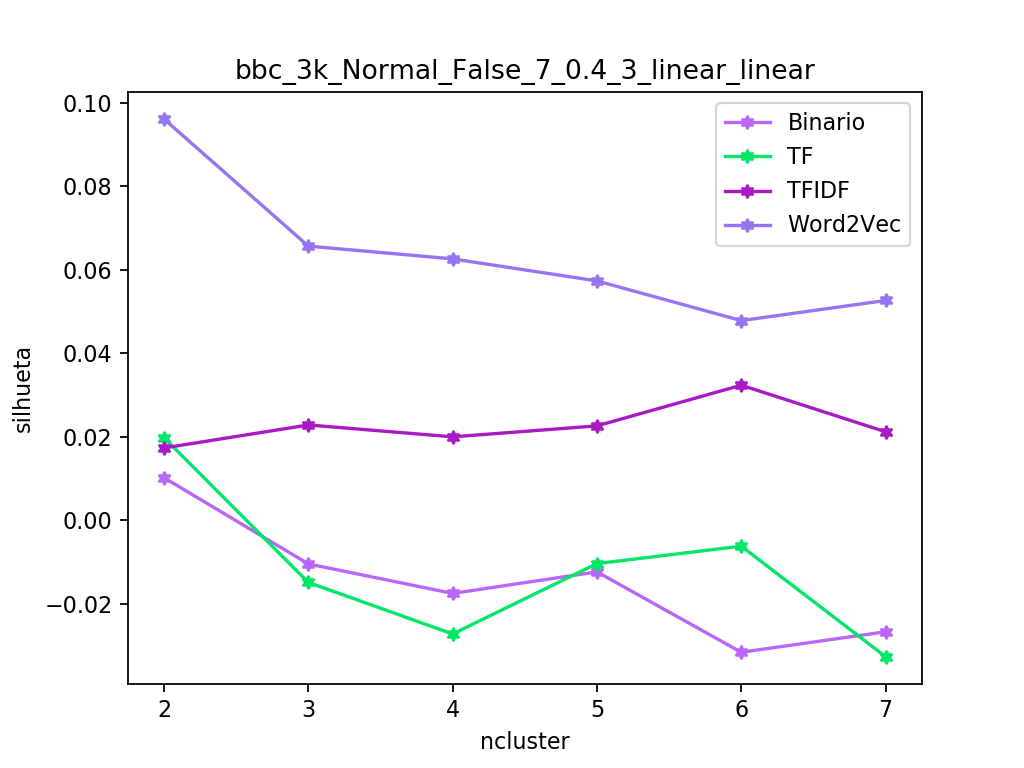 bbc_3k_Normal_False_7_0.4_3_linear_linear
0.10
0.08
0.06
0.04
0.02
0.00
−0.02
silhueta
2 3 4 5 6 7
ncluster
Binario
TF
TFIDF
Word2Vec